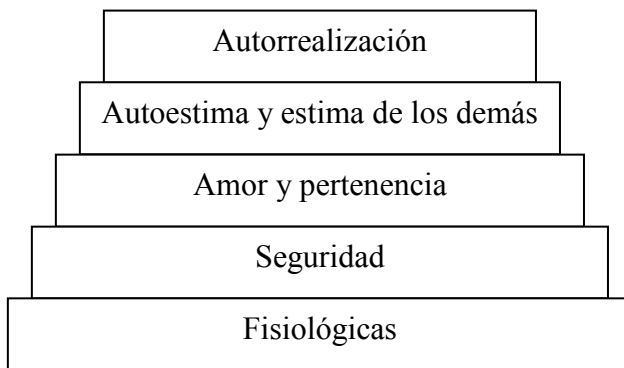 Autorrealización
Autoestima y estima de los demás
Amor y pertenencia
Seguridad
Fisiológicas